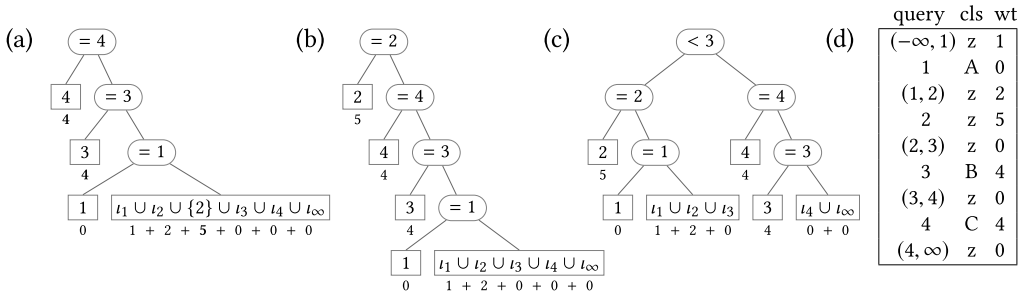 (a)
= 4
4
4
= 3
3
4
= 1
1
0
ι₁ ∪ ι₂ ∪ {2} ∪ ι₃ ∪ ι₄ ∪ ι∞
1 + 2 + 5 + 0 + 0 + 0
(b)
= 2
2
5
= 4
4
4
= 3
3
4
= 1
1
0
ι₁ ∪ ι₂ ∪ ι₃ ∪ ι₄ ∪ ι∞
1 + 2 + 0 + 0 + 0
(c)
< 3
= 2
= 4
2
5
= 1
4
4
= 3
1
0
ι₁ ∪ ι₂ ∪ ι₃
1 + 2 + 0
3
4
ι₄ ∪ ι∞
0 + 0
(d)
query cls wt
(−∞, 1) z 1
1 A 0
(1, 2) z 2
2 z 5
(2, 3) z 0
3 B 4
(3, 4) z 0
4 C 4
(4, ∞) z 0